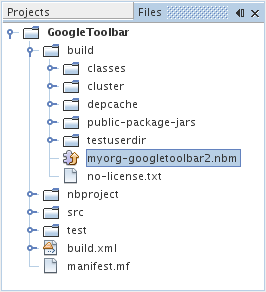 Projects
Files
GoogleToolbar
build
classes
cluster
depcache
public-package-jars
testuserdir
myorg-googletoolbar2.nbm
no-license.txt
nbproject
src
test
build.xml
manifest.mf